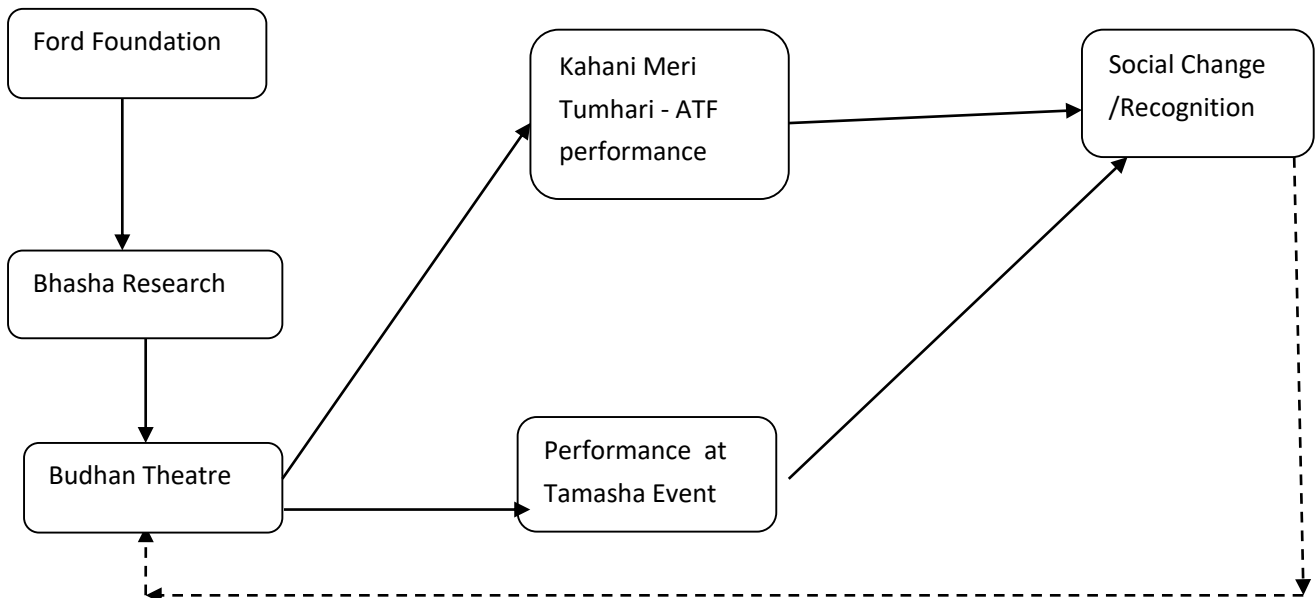 Ford Foundation
Kahani Meri
Tumhari - ATF
performance
Social Change
/Recognition
Bhasha Research
Budhan Theatre
Performance at
Tamasha Event